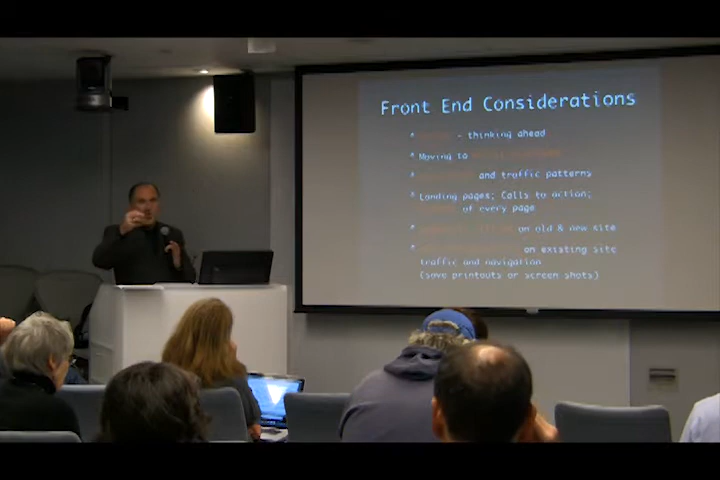 Front End Considerations
* - thinking ahead
* Moving to
* and traffic patterns
* Landing pages; Calls to action;
of every page
* on old & new site
* on existing site
traffic and navigation
(save printouts or screen shots)